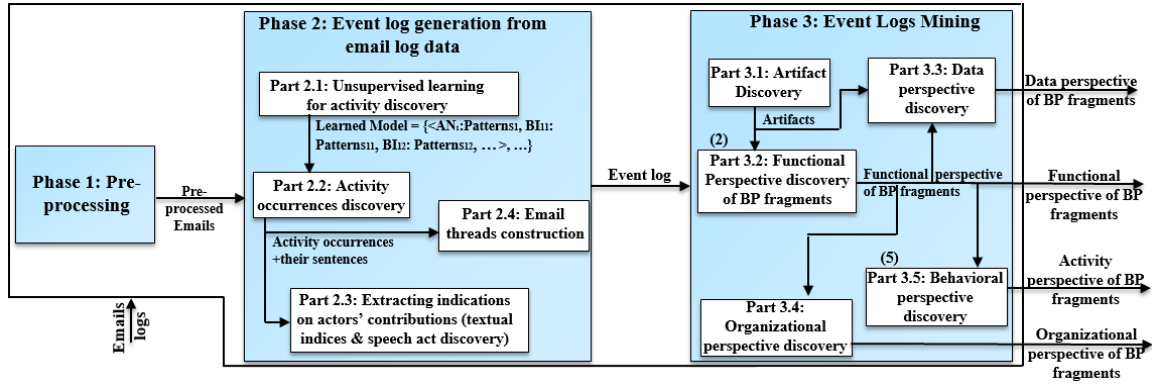 Phase 1: Pre-
processing
Pre-
processed
Emails
Emails
logs
Phase 2: Event log generation from
email log data
Part 2.1: Unsupervised learning
for activity discovery
Learned Model = {<AN₁:Patternss₁, BI₁₁:
Patternss₁₁, BI₁₂: Patternss₁₂, …>, …}
Part 2.2: Activity
occurrences discovery
Activity occurrences
+their sentences
Part 2.4: Email
threads construction
Part 2.3: Extracting indications
on actors’ contributions (textual
indices & speech act discovery)
Event log
Phase 3: Event Logs Mining
Part 3.1: Artifact
Discovery
Artifacts
Part 3.3: Data
perspective
discovery
(2)
Part 3.2: Functional
Perspective discovery
of BP fragments
Functional perspective
of BP fragments
(5)
Part 3.5: Behavioral
perspective
discovery
Part 3.4:
Organizational
perspective discovery
Data perspective
of BP fragments
Functional
perspective of BP
fragments
Activity
perspective of BP
fragments
Organizational
perspective of BP
fragments